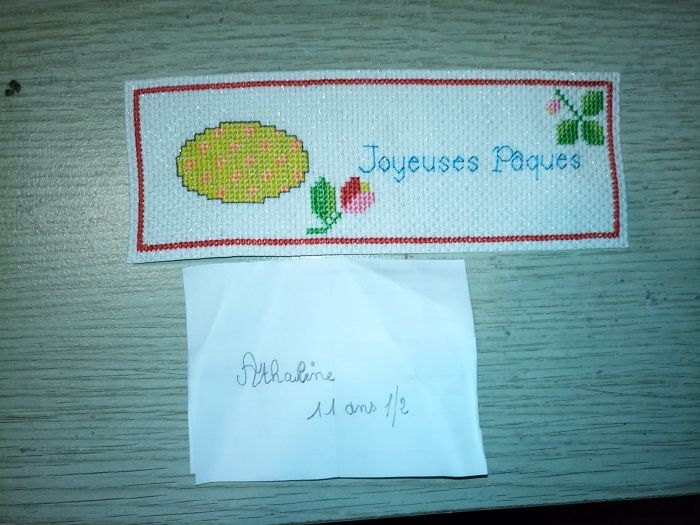 Joyeuses Pâques
Athaline
11 ans 1/2